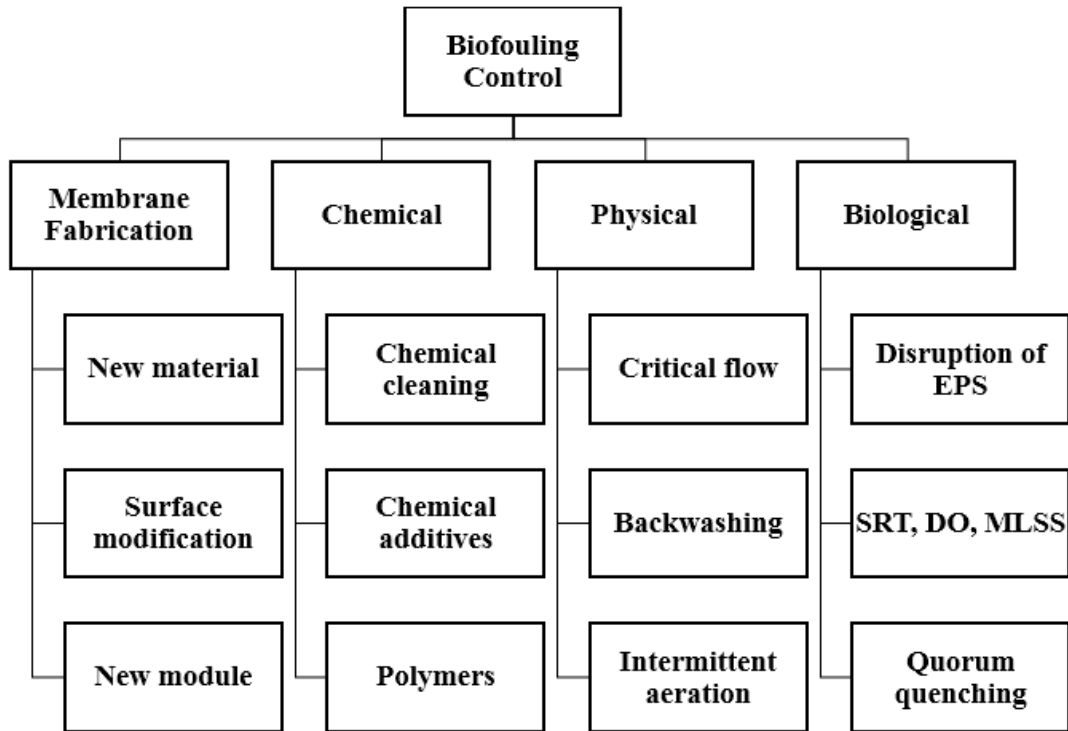 Biofouling
Control
Membrane
Fabrication
Chemical
Physical
Biological
New material
Chemical
cleaning
Critical flow
Disruption of
EPS
Surface
modification
Chemical
additives
Backwashing
SRT, DO, MLSS
New module
Polymers
Intermittent
aeration
Quorum
quenching